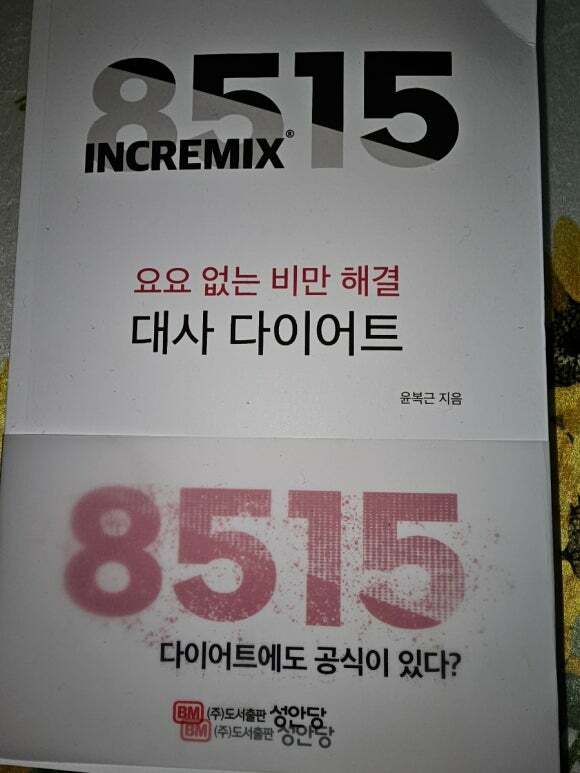 8515
INCREMIX®
요요 없는 비만 해결
대사 다이어트
윤복근 지음
8515
다이어트에도 공식이 있다?
BM (주)도서출판 성안당
BM (주)도서출판 성안당